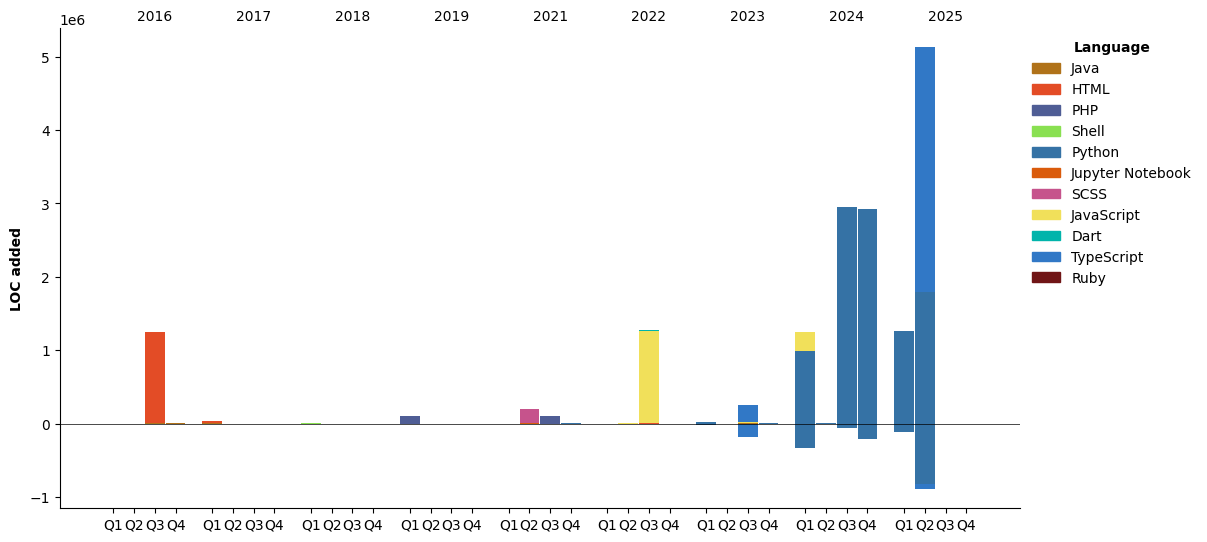 2016 2017 2018 2019 2021 2022 2023 2024 2025
1e6
5
4
3
2
1
0
−1
LOC added
Q1 Q2 Q3 Q4 Q1 Q2 Q3 Q4 Q1 Q2 Q3 Q4 Q1 Q2 Q3 Q4 Q1 Q2 Q3 Q4 Q1 Q2 Q3 Q4 Q1 Q2 Q3 Q4 Q1 Q2 Q3 Q4 Q1 Q2 Q3 Q4
Language
Java
HTML
PHP
Shell
Python
Jupyter Notebook
SCSS
JavaScript
Dart
TypeScript
Ruby